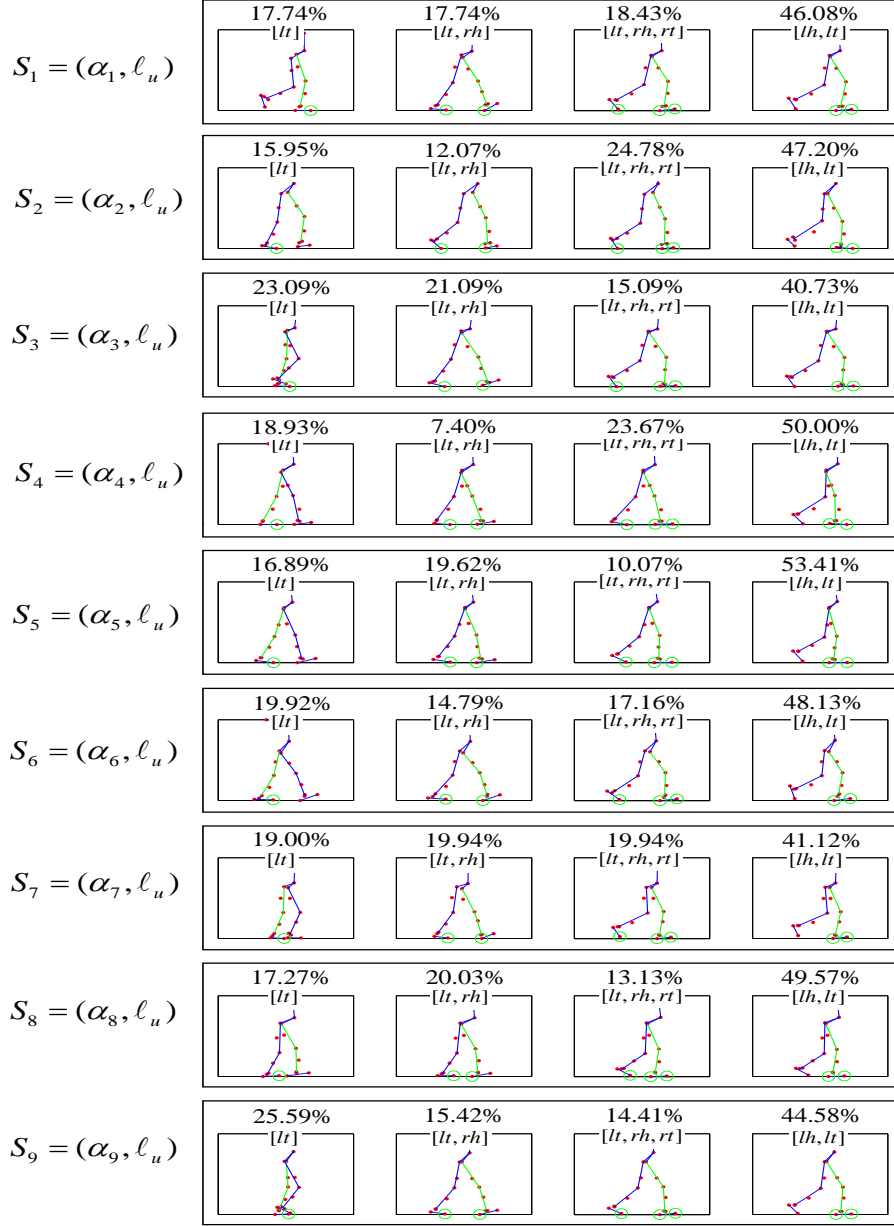 17.74% 17.74% 18.43% 46.08%
[lt] [lt, rh] [lt, rh, rt] [lh, lt]
S₁ = (α₁, ℓᵤ)
15.95% 12.07% 24.78% 47.20%
[lt] [lt, rh] [lt, rh, rt] [lh, lt]
S₂ = (α₂, ℓᵤ)
23.09% 21.09% 15.09% 40.73%
[lt] [lt, rh] [lt, rh, rt] [lh, lt]
S₃ = (α₃, ℓᵤ)
18.93% 7.40% 23.67% 50.00%
[lt] [lt, rh] [lt, rh, rt] [lh, lt]
S₄ = (α₄, ℓᵤ)
16.89% 19.62% 10.07% 53.41%
[lt] [lt, rh] [lt, rh, rt] [lh, lt]
S₅ = (α₅, ℓᵤ)
19.92% 14.79% 17.16% 48.13%
[lt] [lt, rh] [lt, rh, rt] [lh, lt]
S₆ = (α₆, ℓᵤ)
19.00% 19.94% 19.94% 41.12%
[lt] [lt, rh] [lt, rh, rt] [lh, lt]
S₇ = (α₇, ℓᵤ)
17.27% 20.03% 13.13% 49.57%
[lt] [lt, rh] [lt, rh, rt] [lh, lt]
S₈ = (α₈, ℓᵤ)
25.59% 15.42% 14.41% 44.58%
[lt] [lt, rh] [lt, rh, rt] [lh, lt]
S₉ = (α₉, ℓᵤ)